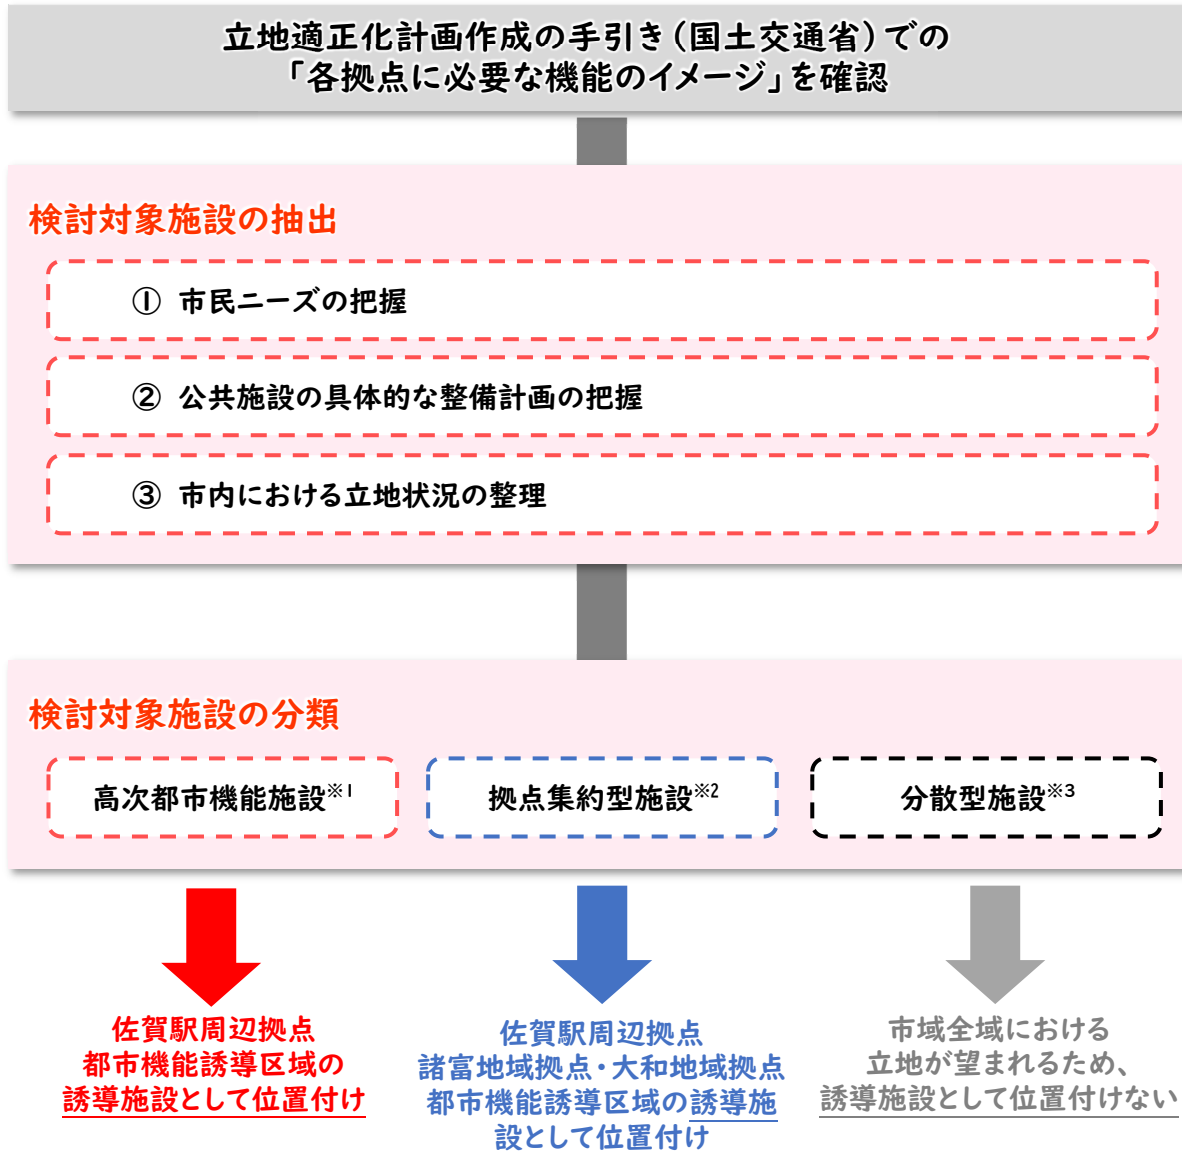 立地適正化計画作成の手引き(国土交通省)での
「各拠点に必要な機能のイメージ」を確認
検討対象施設の抽出
① 市民ニーズの把握
② 公共施設の具体的な整備計画の把握
③ 市内における立地状況の整理
検討対象施設の分類
高次都市機能施設※1
拠点集約型施設※2
分散型施設※3
佐賀駅周辺拠点
都市機能誘導区域の
誘導施設として位置付け
佐賀駅周辺拠点
諸富地域拠点・大和地域拠点
都市機能誘導区域の誘導施
設として位置付け
市域全域における
立地が望まれるため、
誘導施設として位置付けない